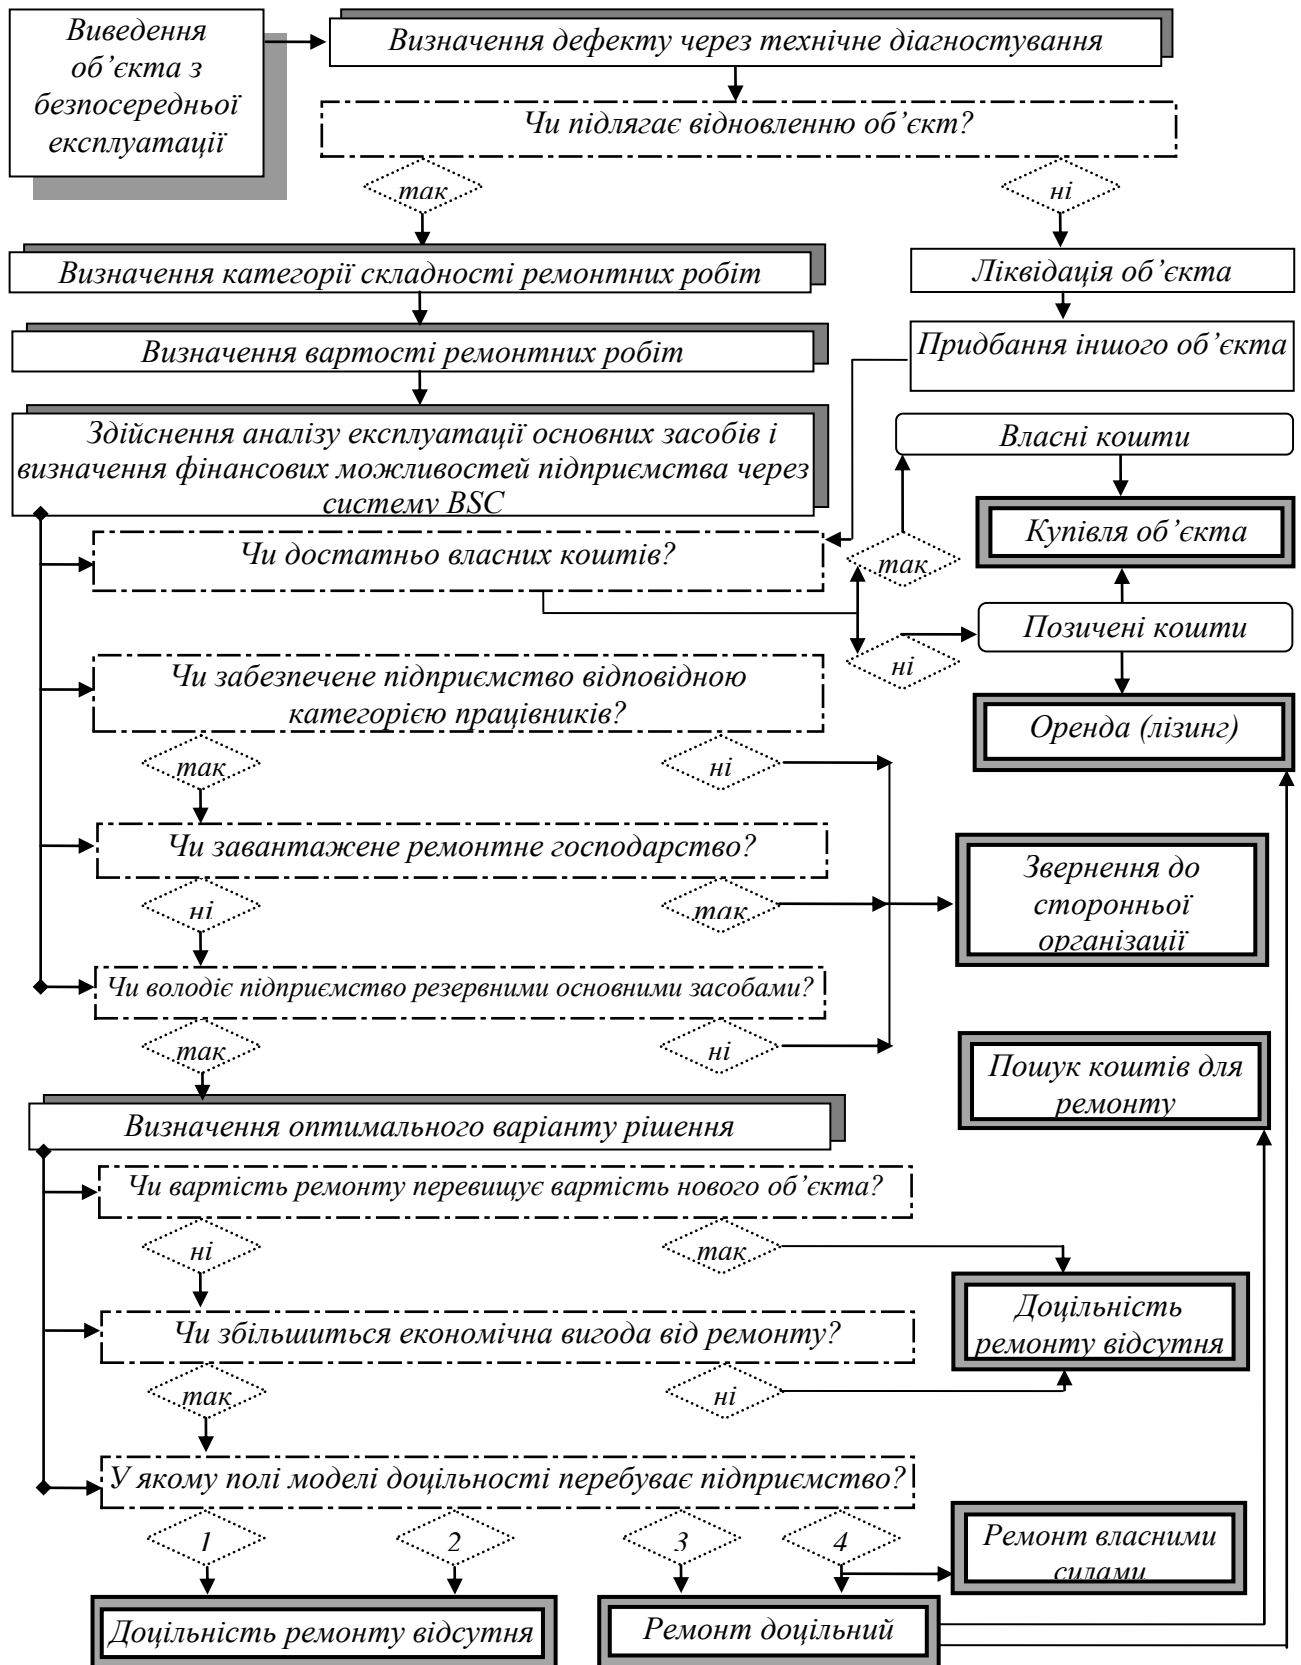 Виведення
об’єкта з
безпосередньої
експлуатації
Визначення дефекту через технічне діагностування
Чи підлягає відновленню об’єкт?
так
ні
Визначення категорії складності ремонтних робіт
Ліквідація об’єкта
Визначення вартості ремонтних робіт
Придбання іншого об’єкта
Здійснення аналізу експлуатації основних засобів і
визначення фінансових можливостей підприємства через
систему BSC
Власні кошти
Купівля об’єкта
Чи достатньо власних коштів?
так
Позичені кошти
ні
Чи забезпечене підприємство відповідною
категорією працівників?
Оренда (лізинг)
так
ні
Чи завантажене ремонтне господарство?
Звернення до
сторонньої
організації
ні
так
Чи володіє підприємство резервними основними засобами?
так
ні
Пошук коштів для
ремонту
Визначення оптимального варіанту рішення
Чи вартість ремонту перевищує вартість нового об’єкта?
ні
так
Доцільність
ремонту відсутня
Чи збільшиться економічна вигода від ремонту?
так
ні
У якому полі моделі доцільності перебуває підприємство?
1
2
3
4
Ремонт власними
силами
Доцільність ремонту відсутня
Ремонт доцільний